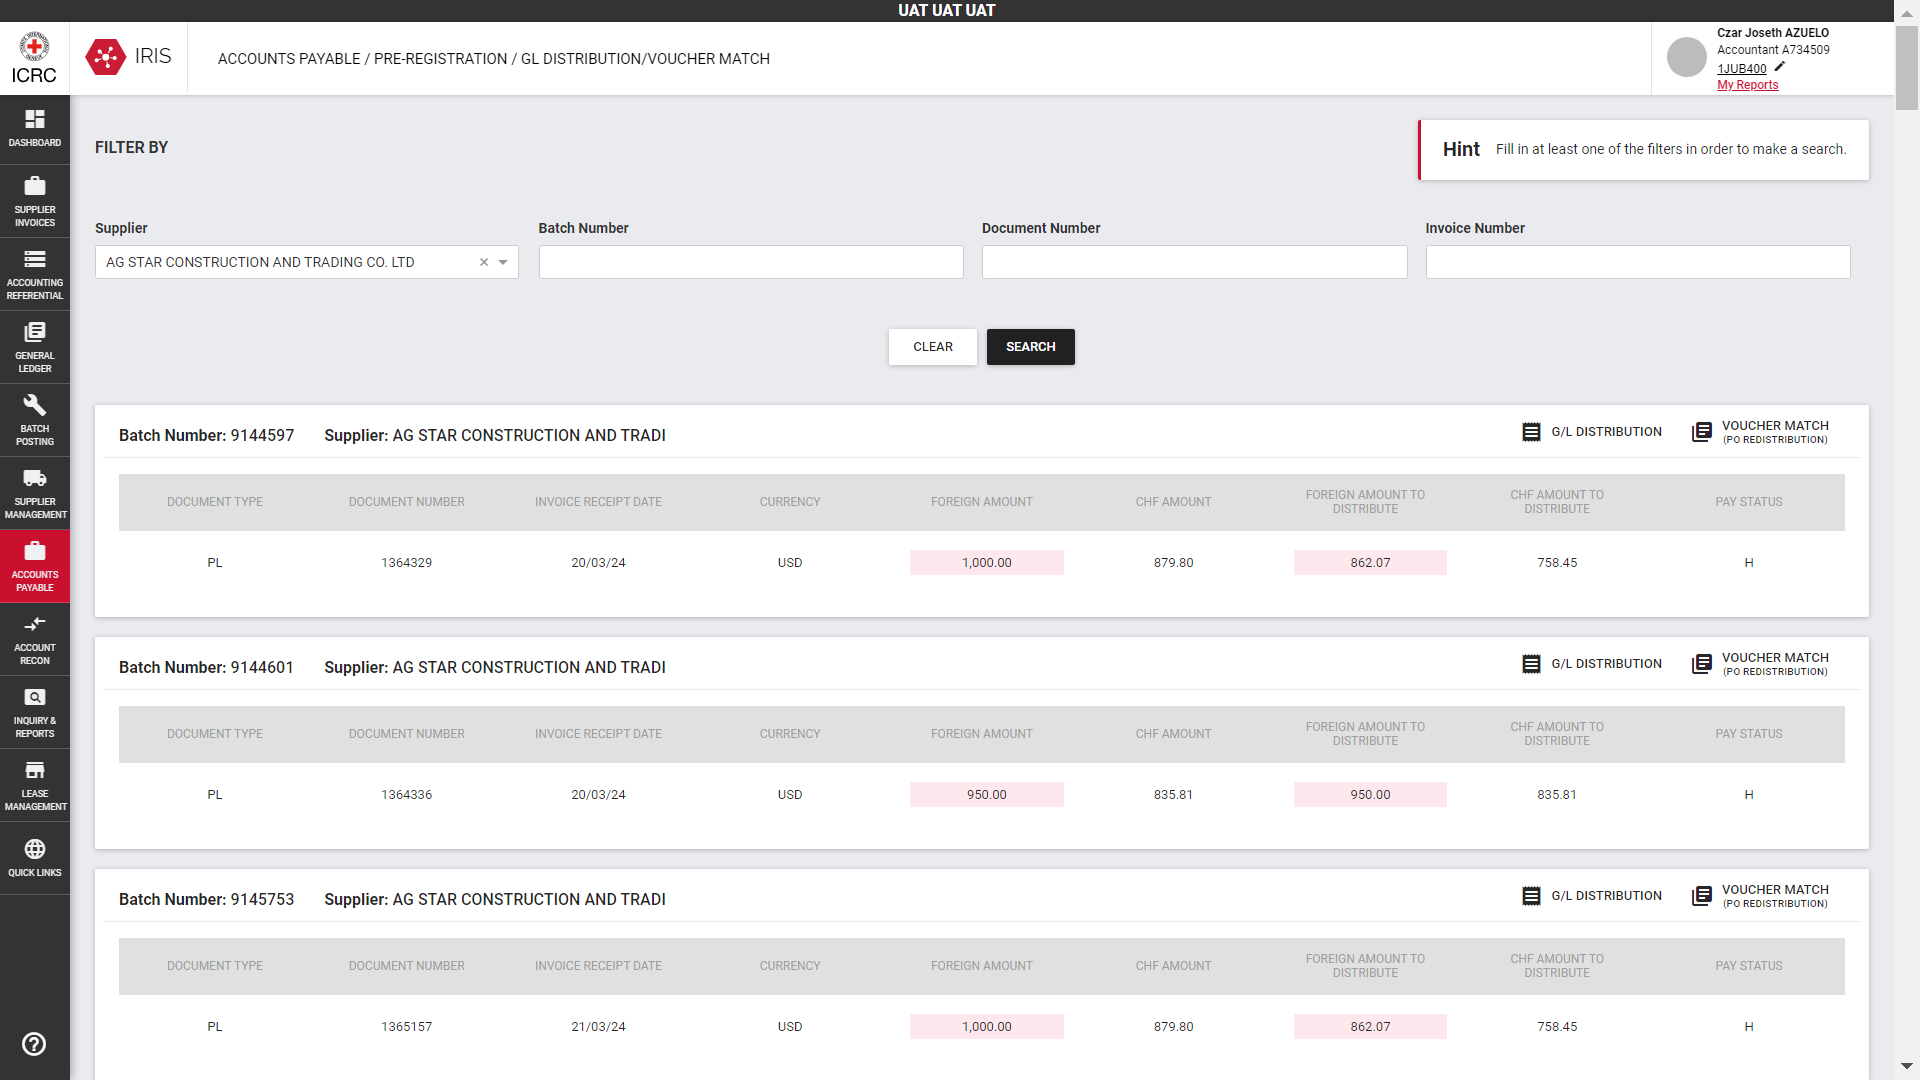 UAT UAT UAT
ICRC
IRIS
ACCOUNTS PAYABLE / PRE-REGISTRATION / GL DISTRIBUTION/VOUCHER MATCH
Czar Joseth AZUELO
Accountant A734509
1JUB400
My Reports
DASHBOARD
SUPPLIER
INVOICES
ACCOUNTING
REFERENTIAL
GENERAL
LEDGER
BATCH
POSTING
SUPPLIER
MANAGEMENT
ACCOUNTS
PAYABLE
ACCOUNT
RECON
INQUIRY &
REPORTS
LEASE
MANAGEMENT
QUICK LINKS
FILTER BY
Hint Fill in at least one of the filters in order to make a search.
Supplier Batch Number Document Number Invoice Number
AG STAR CONSTRUCTION AND TRADING CO. LTD
CLEAR SEARCH
Batch Number: 9144597 Supplier: AG STAR CONSTRUCTION AND TRADI
G/L DISTRIBUTION
VOUCHER MATCH
(PO REDISTRIBUTION)
DOCUMENT TYPE DOCUMENT NUMBER INVOICE RECEIPT DATE CURRENCY FOREIGN AMOUNT CHF AMOUNT FOREIGN AMOUNT TO DISTRIBUTE CHF AMOUNT TO DISTRIBUTE PAY STATUS
PL 1364329 20/03/24 USD 1,000.00 879.80 862.07 758.45 H
Batch Number: 9144601 Supplier: AG STAR CONSTRUCTION AND TRADI
G/L DISTRIBUTION
VOUCHER MATCH
(PO REDISTRIBUTION)
DOCUMENT TYPE DOCUMENT NUMBER INVOICE RECEIPT DATE CURRENCY FOREIGN AMOUNT CHF AMOUNT FOREIGN AMOUNT TO DISTRIBUTE CHF AMOUNT TO DISTRIBUTE PAY STATUS
PL 1364336 20/03/24 USD 950.00 835.81 950.00 835.81 H
Batch Number: 9145753 Supplier: AG STAR CONSTRUCTION AND TRADI
G/L DISTRIBUTION
VOUCHER MATCH
(PO REDISTRIBUTION)
DOCUMENT TYPE DOCUMENT NUMBER INVOICE RECEIPT DATE CURRENCY FOREIGN AMOUNT CHF AMOUNT FOREIGN AMOUNT TO DISTRIBUTE CHF AMOUNT TO DISTRIBUTE PAY STATUS
PL 1365157 21/03/24 USD 1,000.00 879.80 862.07 758.45 H